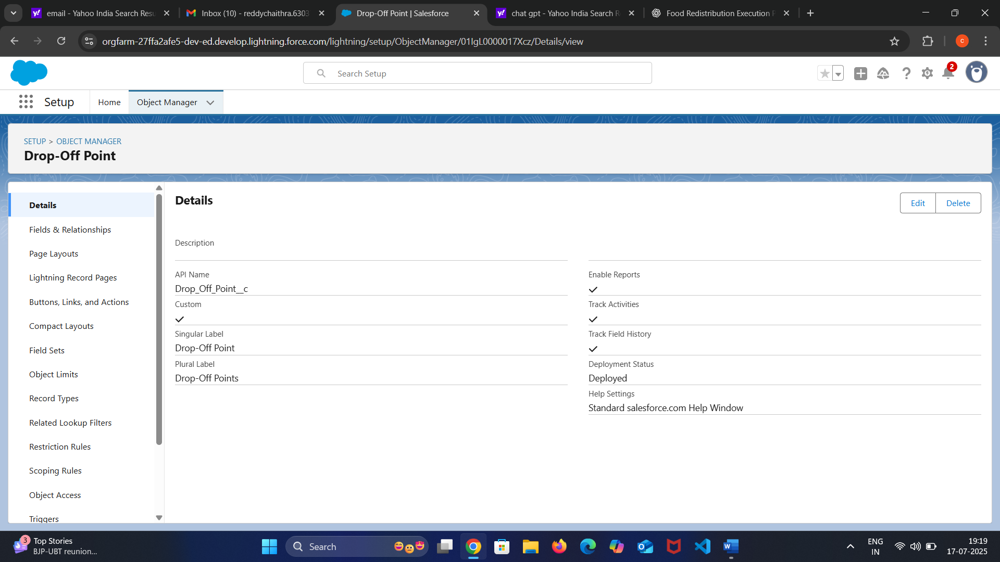 email - Yahoo India Search Resu
Inbox (10) - reddychaithra.6303
Drop-Off Point | Salesforce
chat gpt - Yahoo India Search R
Food Redistribution Execution P
orgfarm-27ffa2afe5-dev-ed.develop.lightning.force.com/lightning/setup/ObjectManager/01IgL0000017Xcz/Details/view
C
Search Setup
2
Setup
Home
Object Manager
SETUP > OBJECT MANAGER
Drop-Off Point
Details
Fields & Relationships
Page Layouts
Lightning Record Pages
Buttons, Links, and Actions
Compact Layouts
Field Sets
Object Limits
Record Types
Related Lookup Filters
Restriction Rules
Scoping Rules
Object Access
Triggers
Details
Edit
Delete
Description
API Name
Drop_Off_Point__c
Custom
Singular Label
Drop-Off Point
Plural Label
Drop-Off Points
Enable Reports
Track Activities
Track Field History
Deployment Status
Deployed
Help Settings
Standard salesforce.com Help Window
3
Top Stories
BJP-UBT reunion...
Search
ENG
IN
19:19
17-07-2025